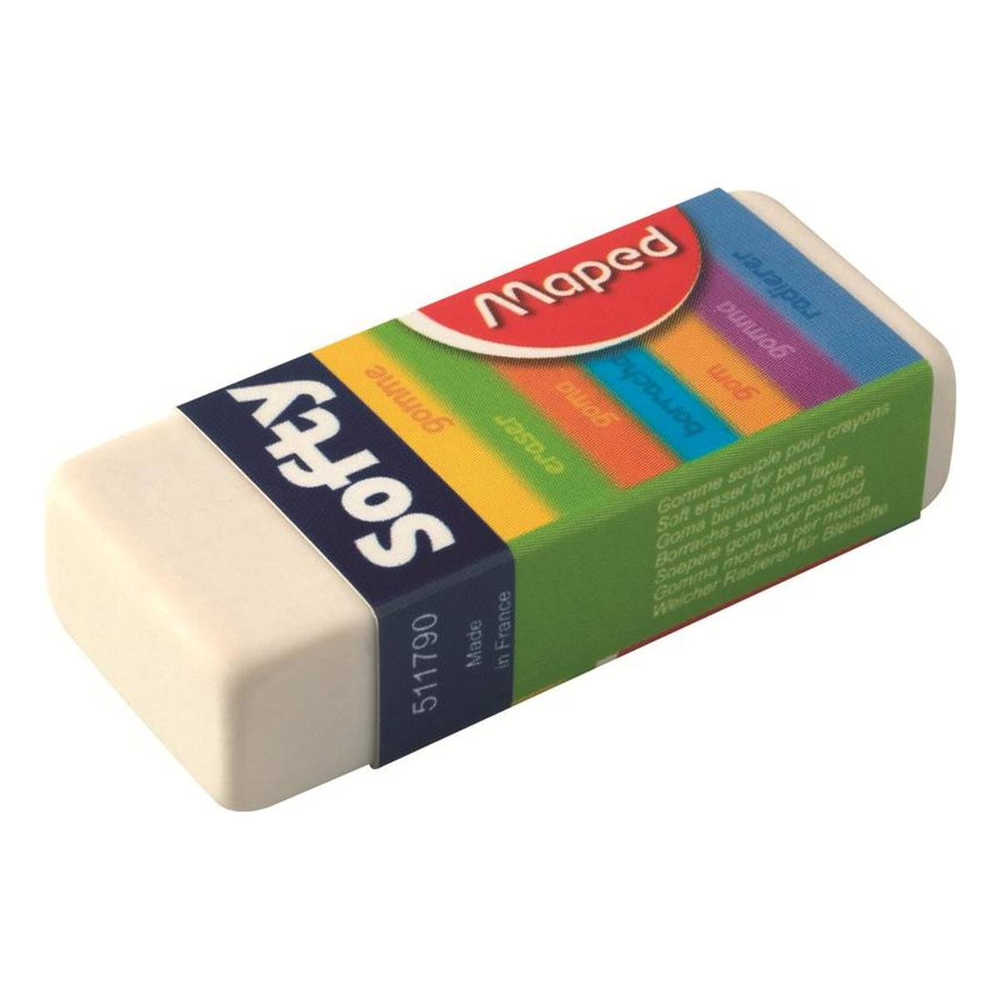 Maped
Softy
gomme
eraser
goma
borracha
gom
gomma
radierer
511790
Made
in France
Gomme souple pour crayons
Soft eraser for pencil
Goma blanda para lapiz
Borracha suave para lápis
Soepele gom voor potlood
Gomma morbida per matita
Weicher Radierer für Bleistifte